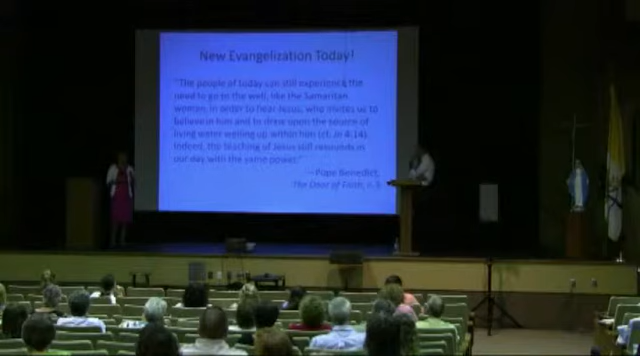 New Evangelization Today!
"The people of today can still experience the
need to go to the well, like the Samaritan
woman, in order to hear Jesus, who invites us to
believe in him and to draw upon the source of
living water welling up within him (cf. Jn 4:14).
Indeed, the teaching of Jesus still resounds in
our day with the same power."
—Pope Benedict,
The Door of Faith, n. 3